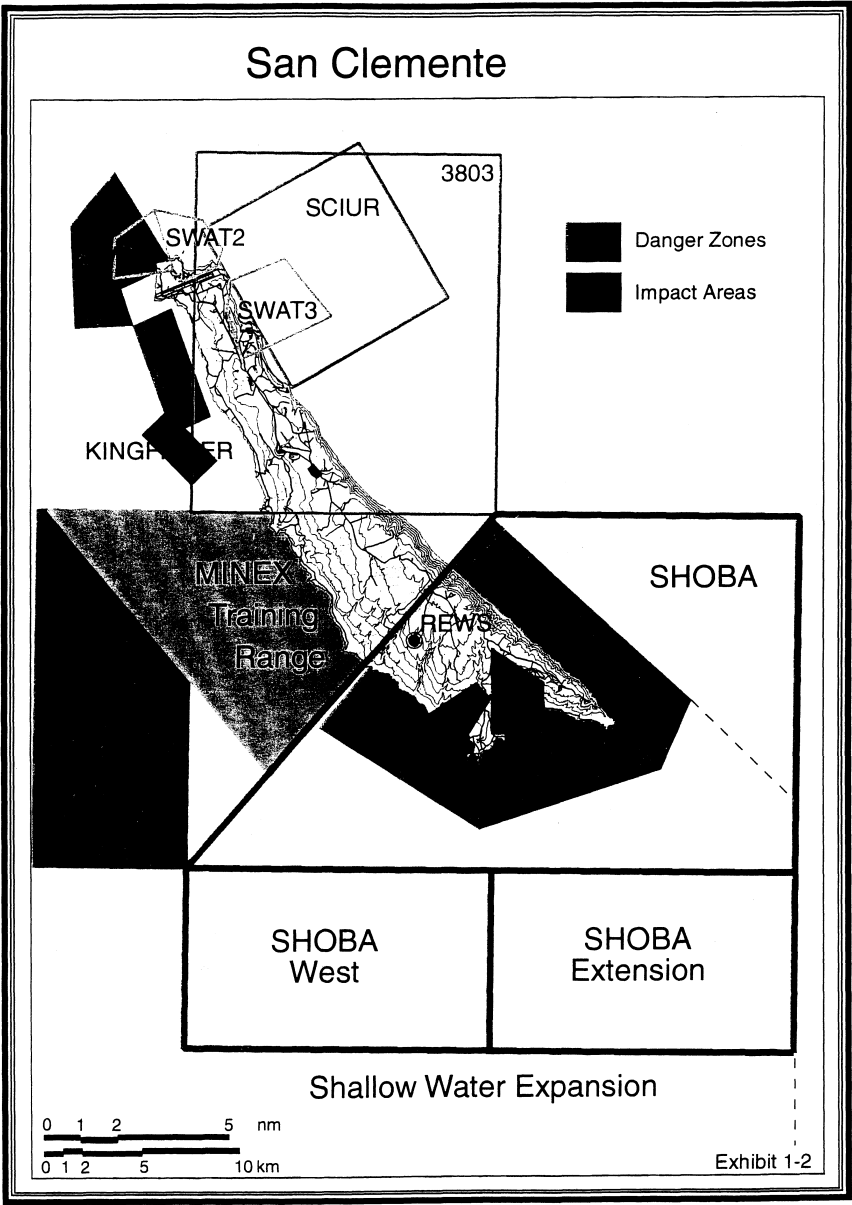 San Clemente
3803
SCIUR
SWAT2
Danger Zones
Impact Areas
SWAT3
MINEX
Training
Range
SHOBA
REWS
SHOBA
West
SHOBA
Extension
Shallow Water Expansion
0 1 2 5 nm
0 1 2 5 10 km
Exhibit 1-2